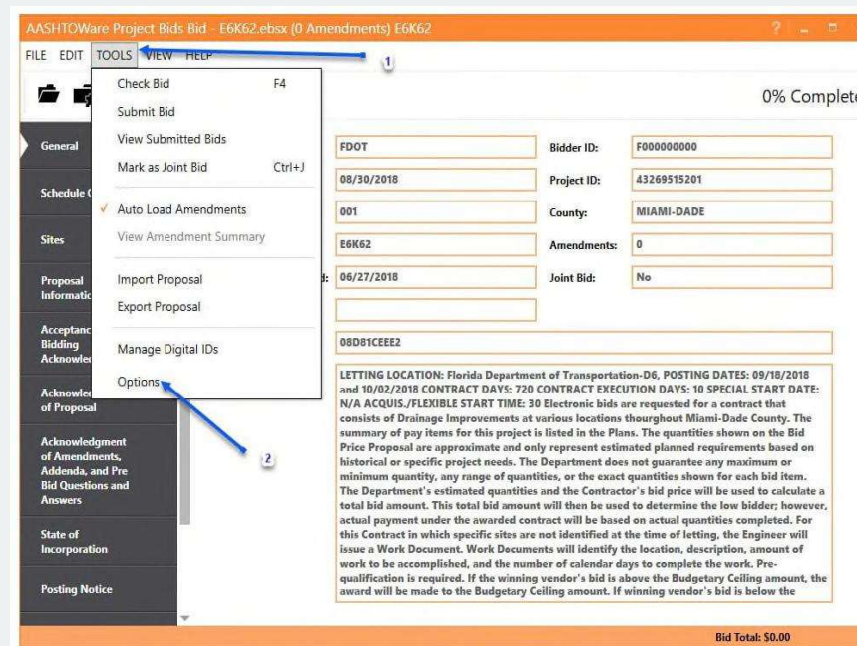 AASHTOWare Project Bids Bid - E6K62.ebsx (0 Amendments) E6K62
FILE EDIT TOOLS VIEW HELP
1
0% Complete
Check Bid F4
Submit Bid
View Submitted Bids
Mark as Joint Bid Ctrl+J
Auto Load Amendments
View Amendment Summary
Import Proposal
Export Proposal
Manage Digital IDs
Options
2
General
Schedule
Sites
Proposal
Acknowledgment
of Proposal
Acknowledgment
of Amendments,
Addenda, and Pre
Bid Questions and
Answers
State of
Incorporation
Posting Notice
FDOT Bidder ID: F000000000
08/30/2018 Project ID: 43269515201
001 County: MIAMI-DADE
E6K62 Amendments: 0
06/27/2018 Joint Bid: No
08D81CEEE2
LETTING LOCATION: Florida Department of Transportation-D6, POSTING DATES: 09/18/2018
and 10/02/2018 CONTRACT DAYS: 720 CONTRACT EXECUTION DAYS: 10 SPECIAL START DATE:
N/A ACQUIS./FLEXIBLE START TIME: 30 Electronic bids are requested for a contract that
consists of Drainage Improvements at various locations thourghout Miami-Dade County. The
summary of pay items for this project is listed in the Plans. The quantities shown on the Bid
Price Proposal are approximate and only represent estimated planned requirements based on
historical or specific project needs. The Department does not guarantee any maximum or
minimum quantity, any range of quantities, or the exact quantities shown for each bid item.
The Department's estimated quantities and the Contractor's bid price will be used to calculate a
total bid amount. This total bid amount will then be used to determine the low bidder; however,
actual payment under the awarded contract will be based on actual quantities completed. For
this Contract in which specific sites are not identified at the time of letting, the Engineer will
issue a Work Document. Work Documents will identify the location, description, amount of
work to be accomplished, and the number of calendar days to complete the work. Pre-
qualification is required. If the winning vendor's bid is above the Budgetary Ceiling amount, the
award will be made to the Budgetary Ceiling amount. If winning vendor's bid is below the
Bid Total: $0.00